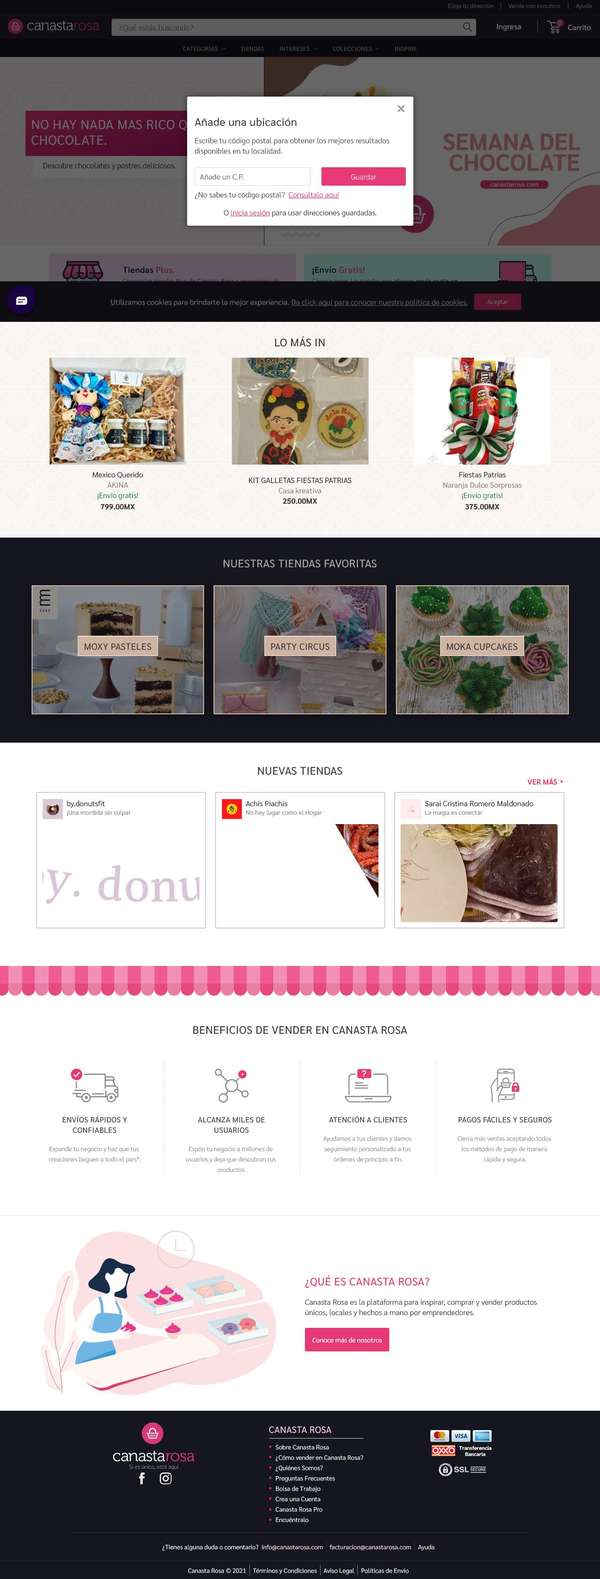 Elige tu dirección
Vende con nosotros
Ayuda
canastarosa
¿Qué estás buscando?
Ingresa
0
Carrito
CATEGORÍAS
TIENDAS
INTERESES
COLECCIONES
INSPIRE
NO HAY NADA MAS RICO Q
CHOCOLATE.
Descubre chocolates y postres deliciosos.
SEMANA DEL
CHOCOLATE
canastarosa.com
Añade una ubicación
Escribe tu código postal para obtener los mejores resultados
disponibles en tu localidad.
Añade un C.P.
Guardar
¿No sabes tu código postal? Consúltalo aquí
O inicia sesión para usar direcciones guardadas.
Tiendas Plus.
¡Envío Gratis!
Utilizamos cookies para brindarte la mejor experiencia. Da click aquí para conocer nuestra política de cookies.
Aceptar
LO MÁS IN
Mexico Querido
AKINA
¡Envío gratis!
799.00MX
KIT GALLETAS FIESTAS PATRIAS
Casa kreativa
250.00MX
Fiestas Patrias
Naranja Dulce Sorpresas
¡Envío gratis!
375.00MX
NUESTRAS TIENDAS FAVORITAS
MOXY PASTELES
PARTY CIRCUS
MOKA CUPCAKES
NUEVAS TIENDAS
VER MÁS
by.donutsfit
¡Una mordida sin culpa!
y. donu
Achis Piachis
No hay lugar como el Hogar
Sarai Cristina Romero Maldonado
La magia es conectar
BENEFICIOS DE VENDER EN CANASTA ROSA
ENVÍOS RÁPIDOS Y
CONFIABLES
Expande tu negocio y haz que tus
creaciones lleguen a todo el país*.
ALCANZA MILES DE
USUARIOS
Expón tu negocio a millones de
usuarios y deja que descubran tus
productos.
?
ATENCIÓN A CLIENTES
Ayudamos a tus clientes y damos
seguimiento personalizado a tus
órdenes de principio a fin.
PAGOS FÁCILES Y SEGUROS
Cierra más ventas aceptando todos
los métodos de pago de manera
rápida y segura.
¿QUÉ ES CANASTA ROSA?
Canasta Rosa es la plataforma para inspirar, comprar y vender productos
únicos, locales y hechos a mano por emprendedores.
Conoce más de nosotros
canastarosa
Si es único, está aquí
CANASTA ROSA
Sobre Canasta Rosa
¿Cómo vender en Canasta Rosa?
¿Quiénes Somos?
Preguntas Frecuentes
Bolsa de Trabajo
Crea una Cuenta
Canasta Rosa Pro
Encuéntralo
VISA
OXXO
Transferencia
Bancaria
SSL SECURE
¿Tienes alguna duda o comentario? info@canastarosa.com facturacion@canastarosa.com Ayuda
Canasta Rosa © 2021
Términos y Condiciones
Aviso Legal
Políticas de Envío